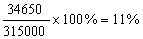 34650/315000 × 100% = 11%